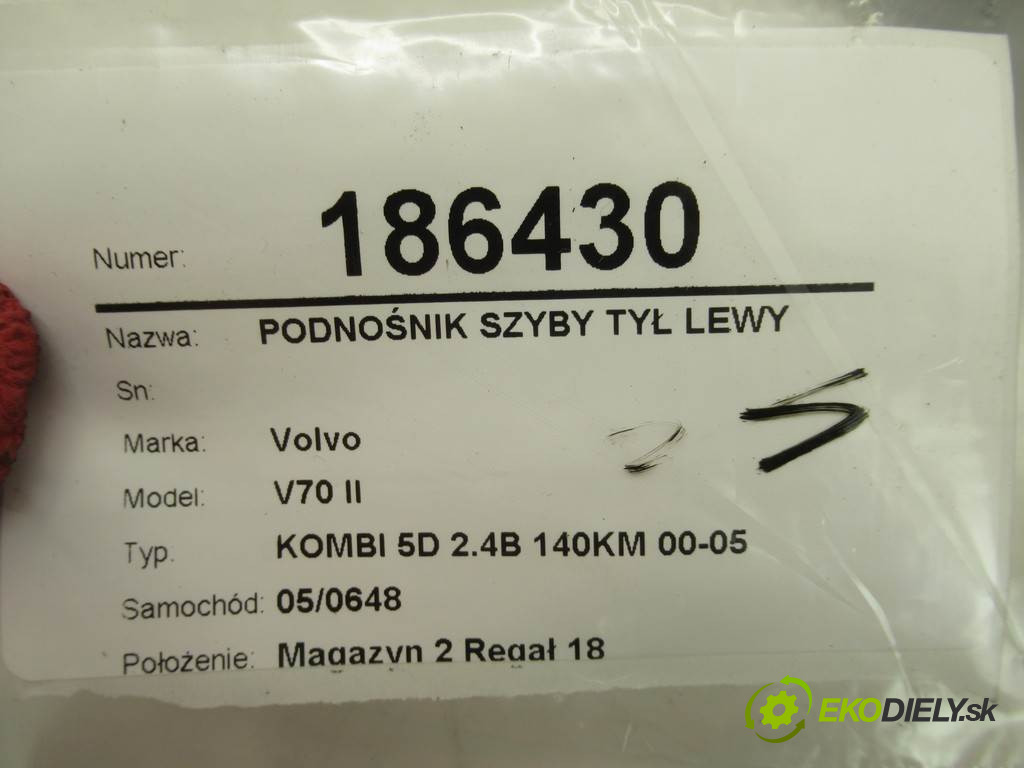 Numer: 186430
Nazwa: PODNOŚNIK SZYBY TYŁ LEWY
Sn:
Marka: Volvo
Model: V70 II
Typ. KOMBI 5D 2.4B 140KM 00-05
Samochód: 05/0648
Położenie: Magazyn 2 Regał 18
EKODIELY.sk